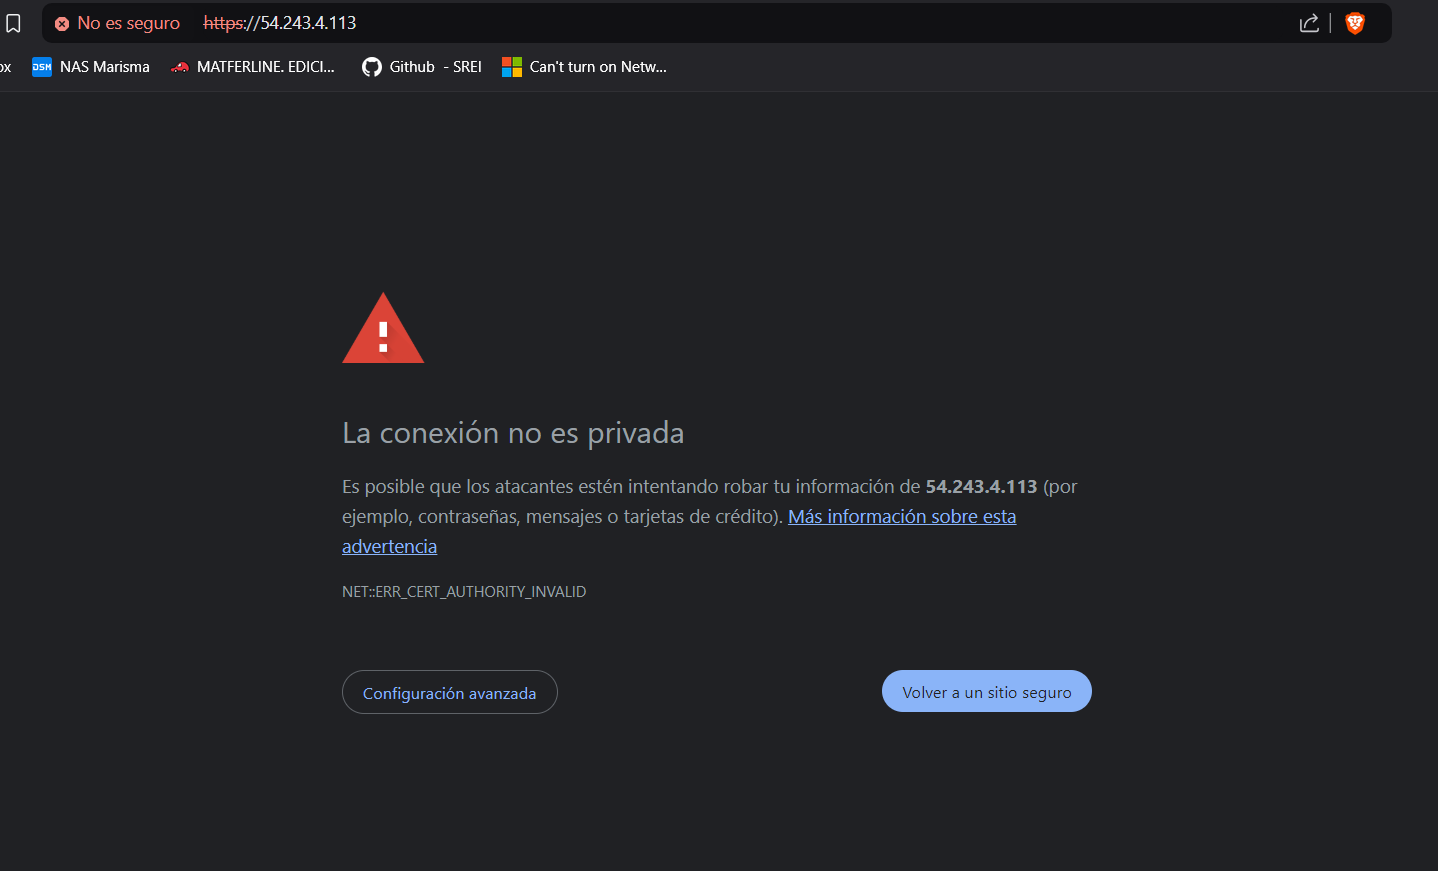 No es seguro https://54.243.4.113
ox DSM NAS Marisma MATFERLINE. EDICI... Github - SREI Can't turn on Netw...
La conexión no es privada
Es posible que los atacantes estén intentando robar tu información de 54.243.4.113 (por
ejemplo, contraseñas, mensajes o tarjetas de crédito). Más información sobre esta
advertencia
NET::ERR_CERT_AUTHORITY_INVALID
Configuración avanzada Volver a un sitio seguro